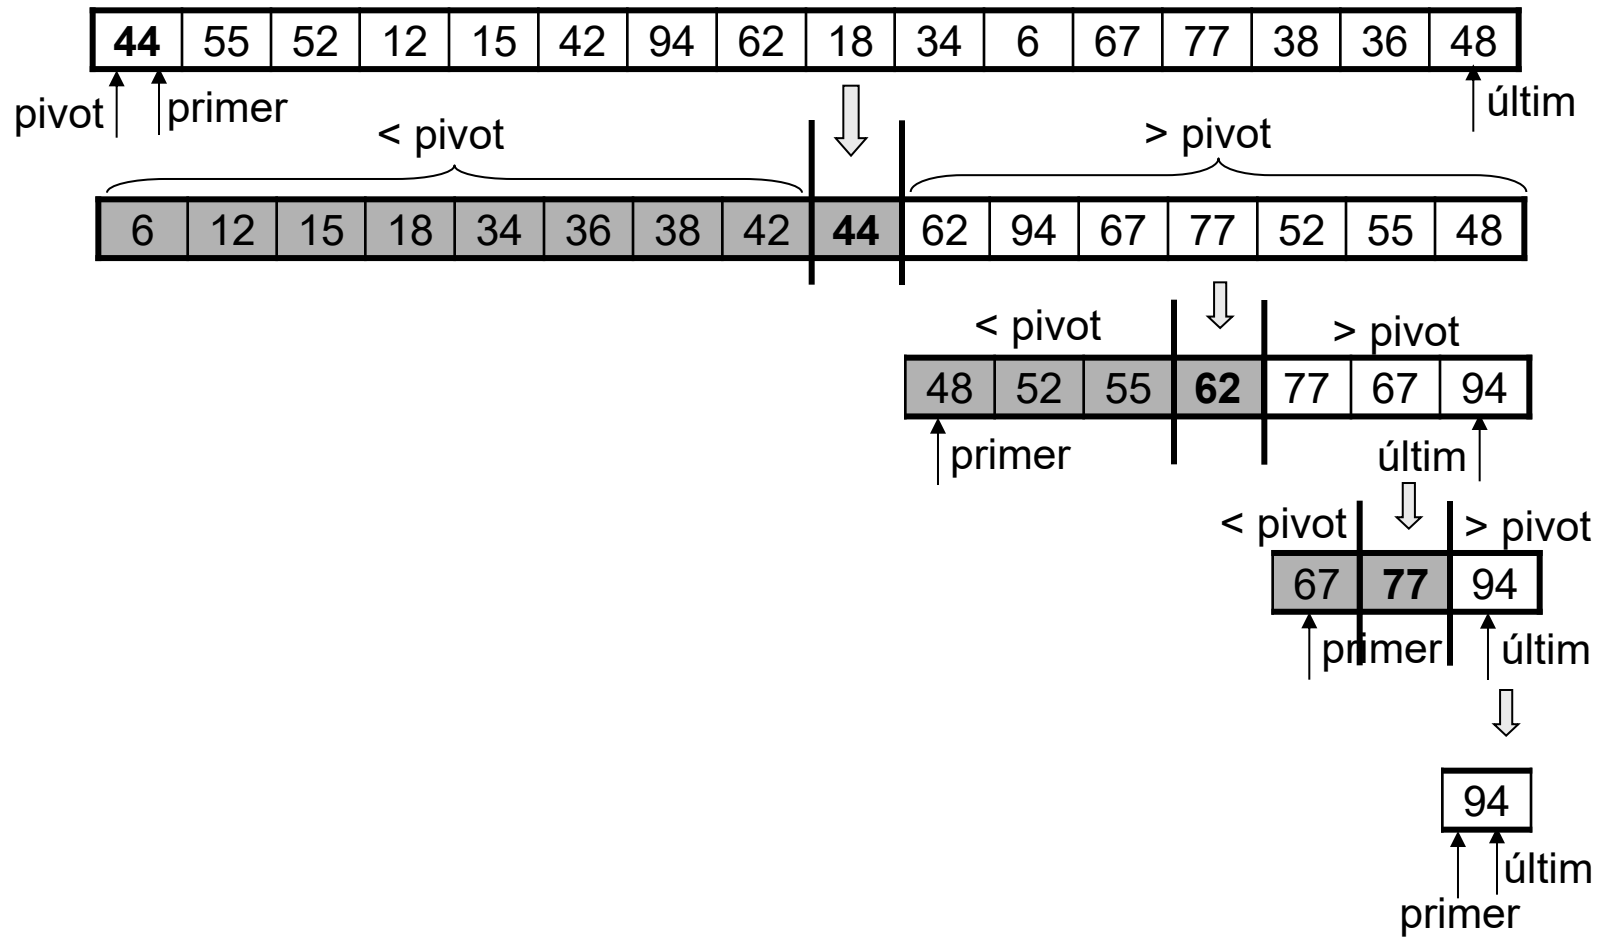 44 55 52 12 15 42 94 62 18 34 6 67 77 38 36 48
pivot primer últim
< pivot > pivot
6 12 15 18 34 36 38 42 44 62 94 67 77 52 55 48
< pivot > pivot
48 52 55 62 77 67 94
primer últim
< pivot > pivot
67 77 94
primer últim
94
últim
primer